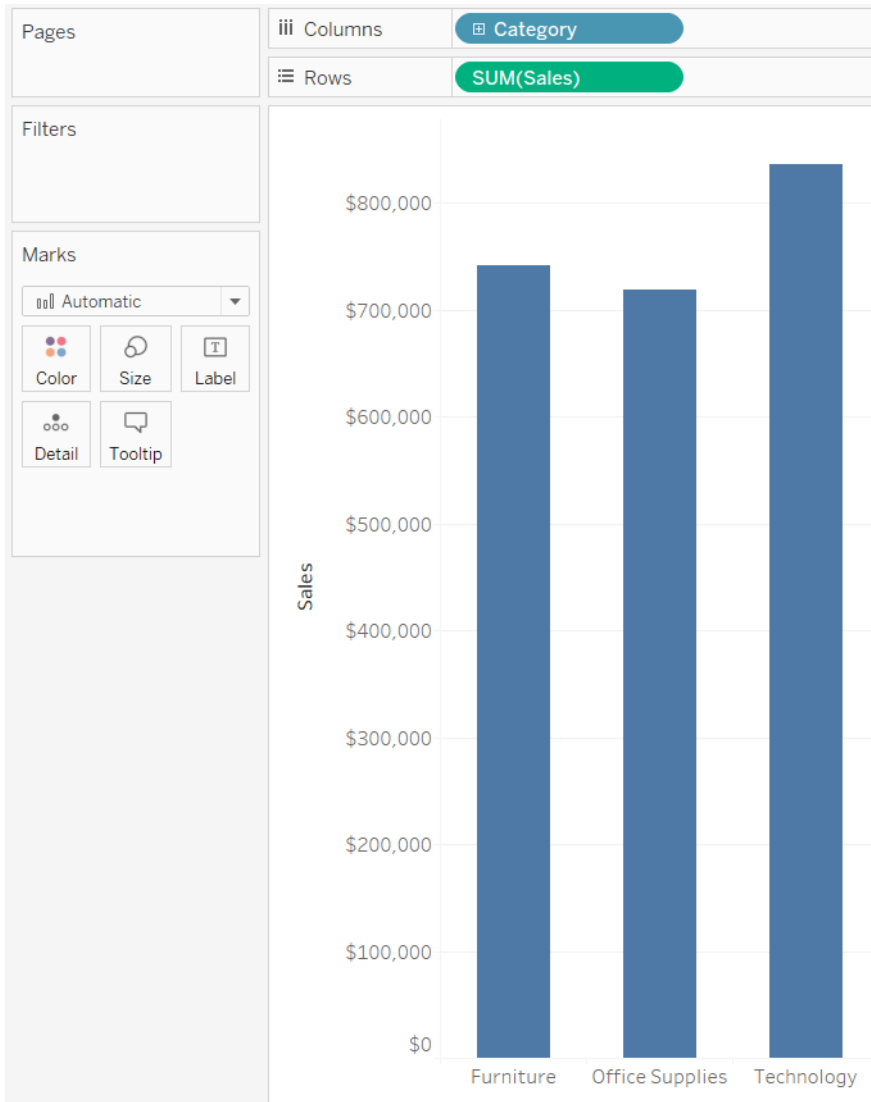 Pages
Columns
Category
Rows
SUM(Sales)
Filters
Marks
Automatic
Color Size Label
Detail Tooltip
Sales
$800,000
$700,000
$600,000
$500,000
$400,000
$300,000
$200,000
$100,000
$0
Furniture Office Supplies Technology